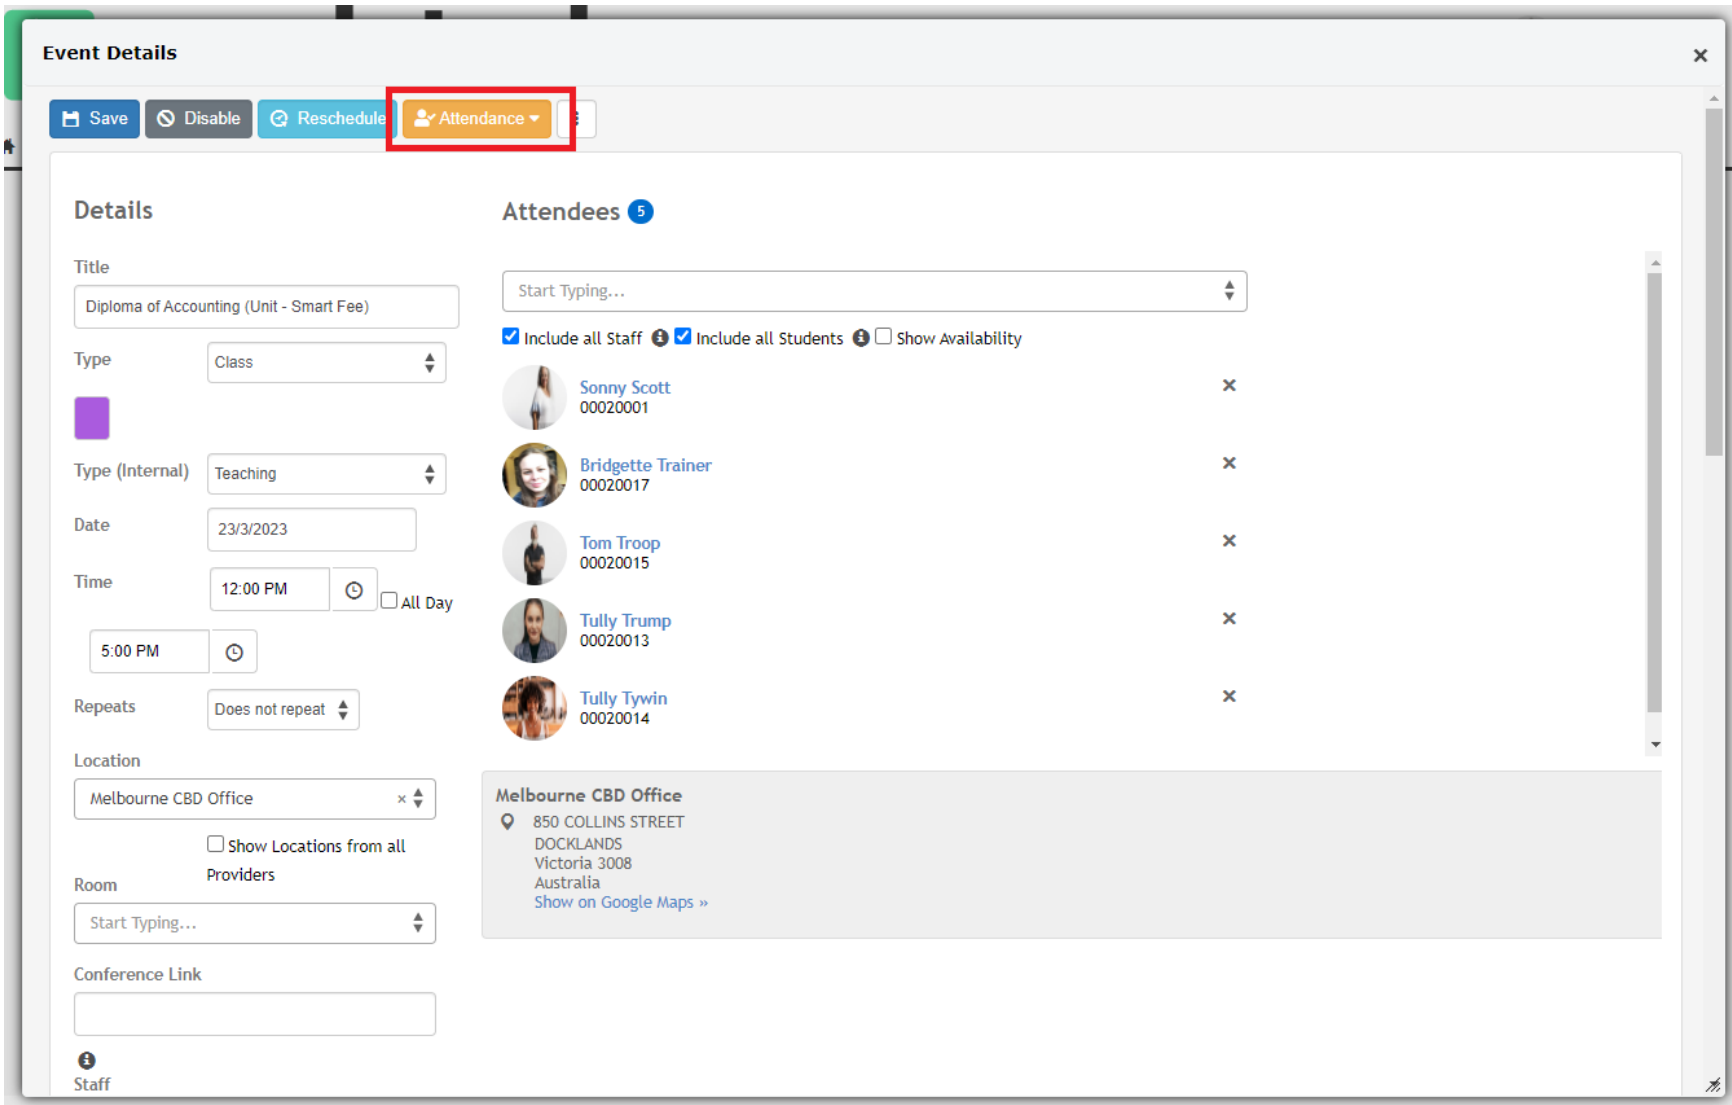 Event Details
Save
Disable
Reschedule
Attendance
Details
Title
Diploma of Accounting (Unit - Smart Fee)
Type
Class
Type (Internal)
Teaching
Date
23/3/2023
Time
12:00 PM
All Day
5:00 PM
Repeats
Does not repeat
Location
Melbourne CBD Office
Show Locations from all
Providers
Room
Start Typing...
Conference Link
Staff
Attendees 5
Start Typing...
Include all Staff
Include all Students
Show Availability
Sonny Scott
00020001
Bridgette Trainer
00020017
Tom Troop
00020015
Tully Trump
00020013
Tully Tywin
00020014
Melbourne CBD Office
850 COLLINS STREET
DOCKLANDS
Victoria 3008
Australia
Show on Google Maps »